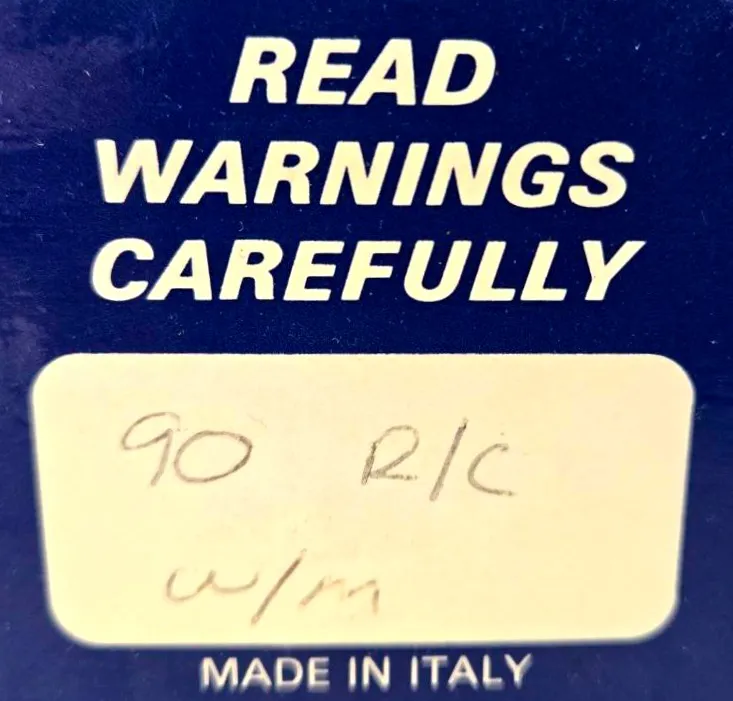 READ
WARNINGS
CAREFULLY
90 R/C
w/m
MADE IN ITALY